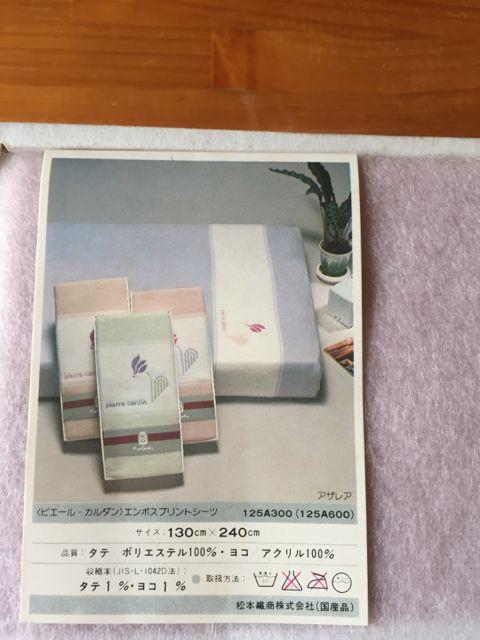 pierre cardin
pierre cardin
アザレア
〈ピエール・カルダン〉エンボスプリントシーツ 125A300(125A600)
サイズ:130cm×240cm
品質:タテ ポリエステル100%・ヨコ アクリル100%
収縮率(JIS-L-1042D法):
タテ1%・ヨコ1%
取扱方法:
松本繊商株式会社(国産品)